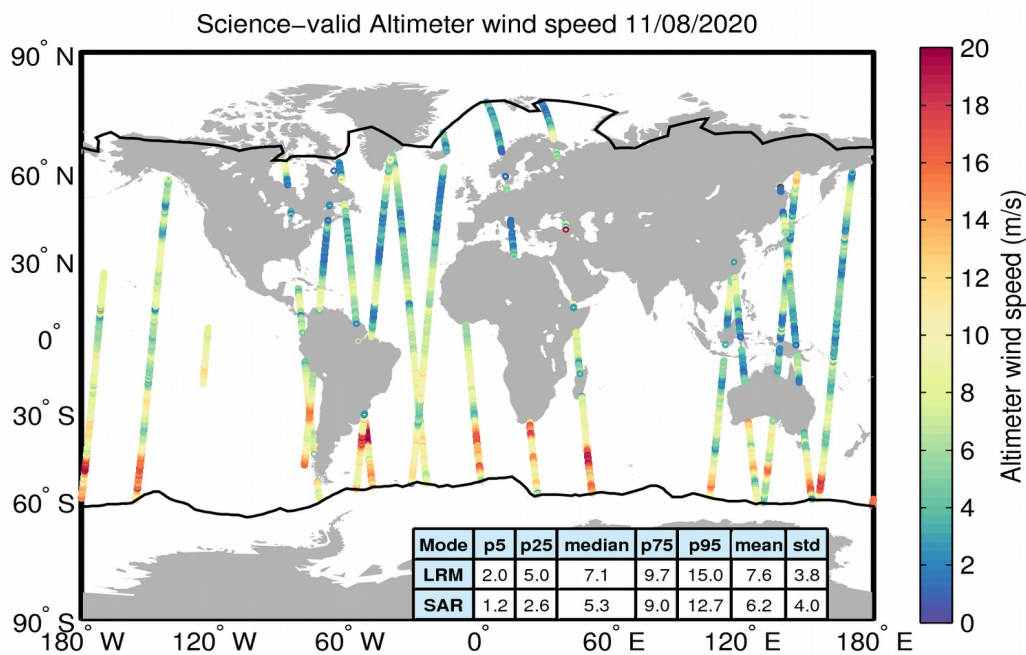 Science-valid Altimeter wind speed 11/08/2020
90° N
60° N
30° N
0°
30° S
60° S
90° S
180° W
120° W
60° W
0°
60° E
120° E
180° E
Mode p5 p25 median p75 p95 mean std
LRM 2.0 5.0 7.1 9.7 15.0 7.6 3.8
SAR 1.2 2.6 5.3 9.0 12.7 6.2 4.0
20
18
16
14
12
10
8
6
4
2
0
Altimeter wind speed (m/s)